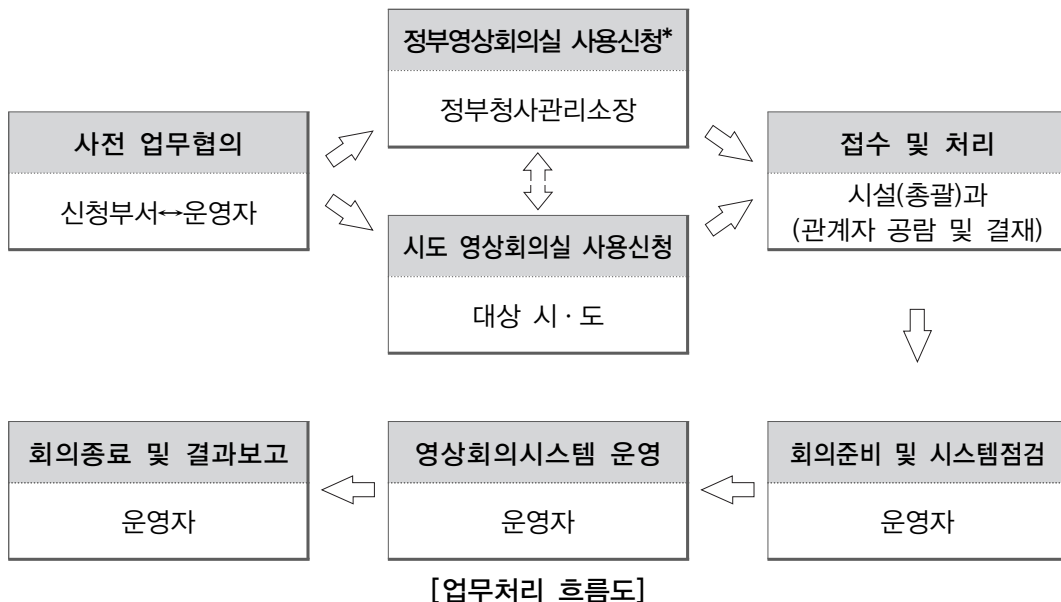 정부영상회의실 사용신청*
정부청사관리소장
사전 업무협의
신청부서↔운영자
시도 영상회의실 사용신청
대상 시·도
접수 및 처리
시설(총괄)과
(관계자 공람 및 결재)
회의준비 및 시스템점검
운영자
영상회의시스템 운영
운영자
회의종료 및 결과보고
운영자
[업무처리 흐름도]